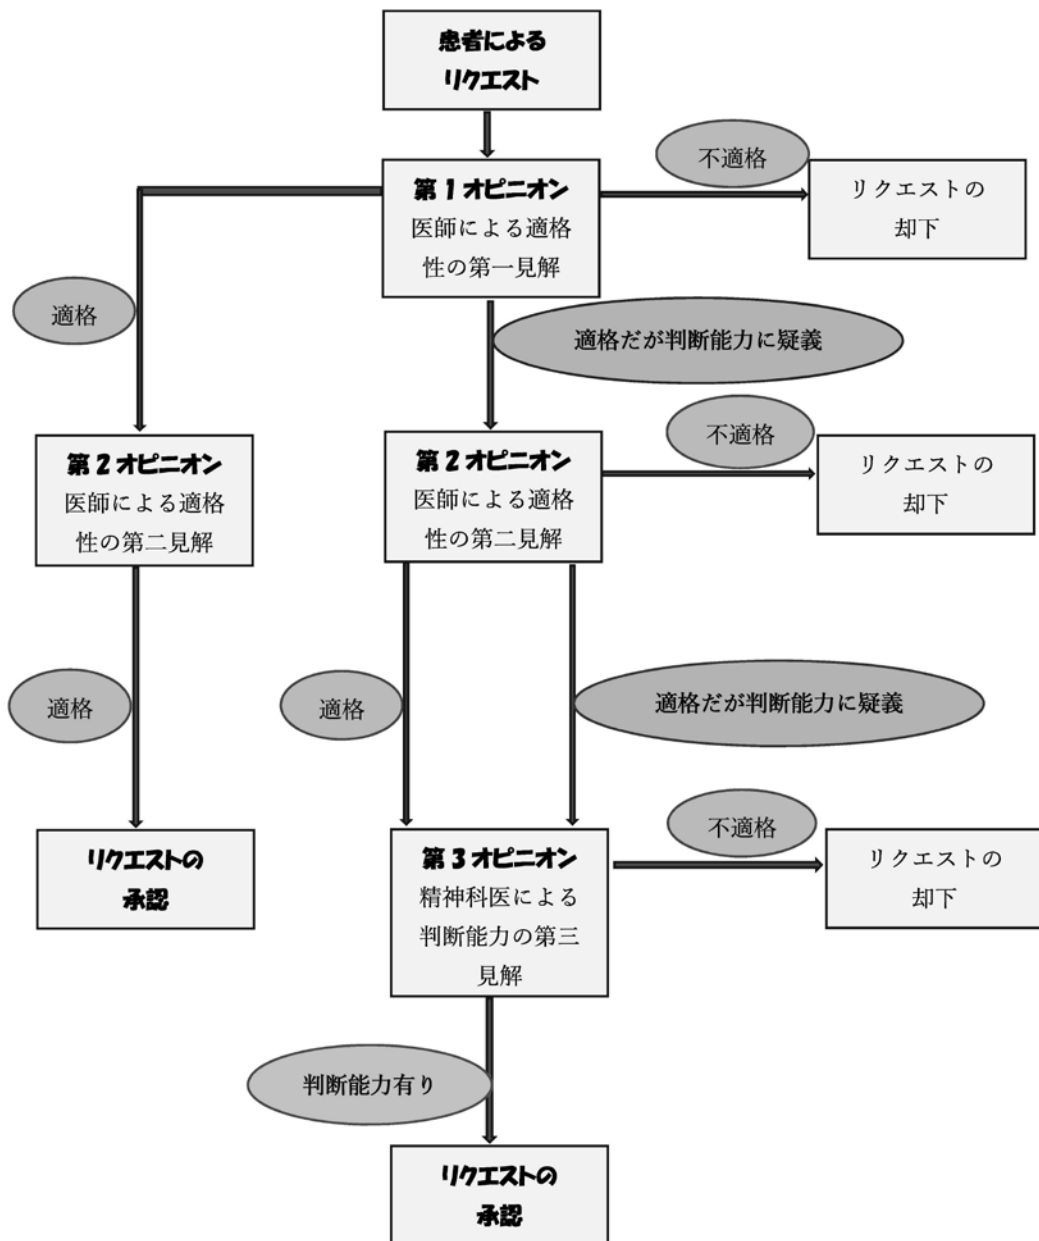 患者による
リクエスト
不適格
第１オピニオン
医師による適格
性の第一見解
リクエストの
却下
適格
適格だが判断能力に疑義
不適格
第２オピニオン
医師による適格
性の第二見解
第２オピニオン
医師による適格
性の第二見解
リクエストの
却下
適格
適格
適格だが判断能力に疑義
不適格
リクエストの
承認
第３オピニオン
精神科医による
判断能力の第三
見解
リクエストの
却下
判断能力有り
リクエストの
承認